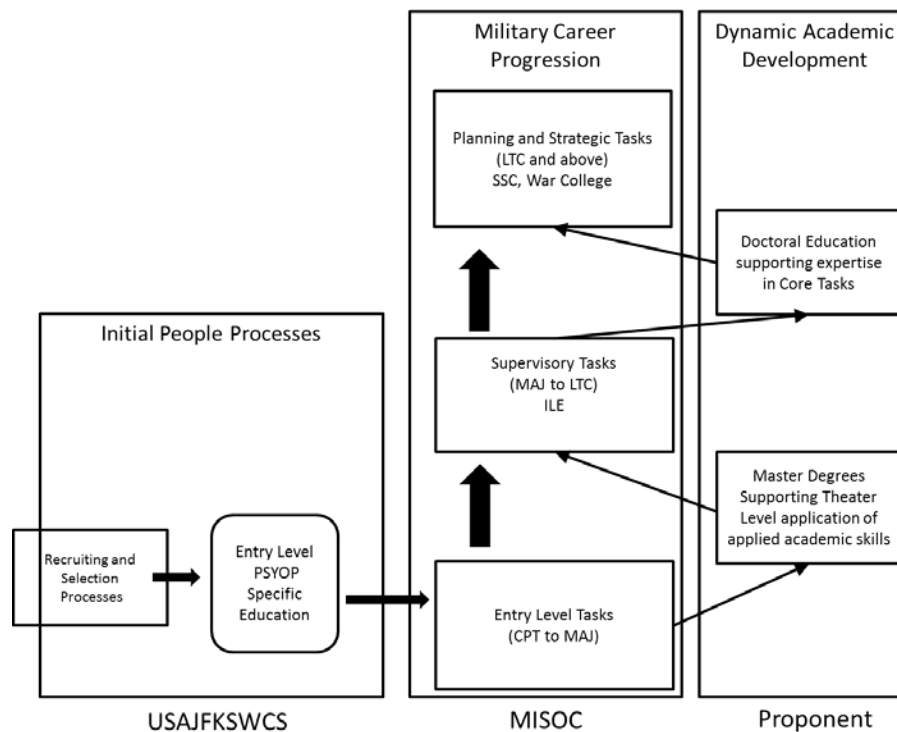 Military Career
Progression
Dynamic Academic
Development
Planning and Strategic Tasks
(LTC and above)
SSC, War College
Doctoral Education
supporting expertise
in Core Tasks
Initial People Processes
Supervisory Tasks
(MAJ to LTC)
ILE
Master Degrees
Supporting Theater
Level application of
applied academic skills
Recruiting and
Selection
Processes
Entry Level
PSYOP
Specific
Education
Entry Level Tasks
(CPT to MAJ)
USAJFKSWCS
MISOC
Proponent